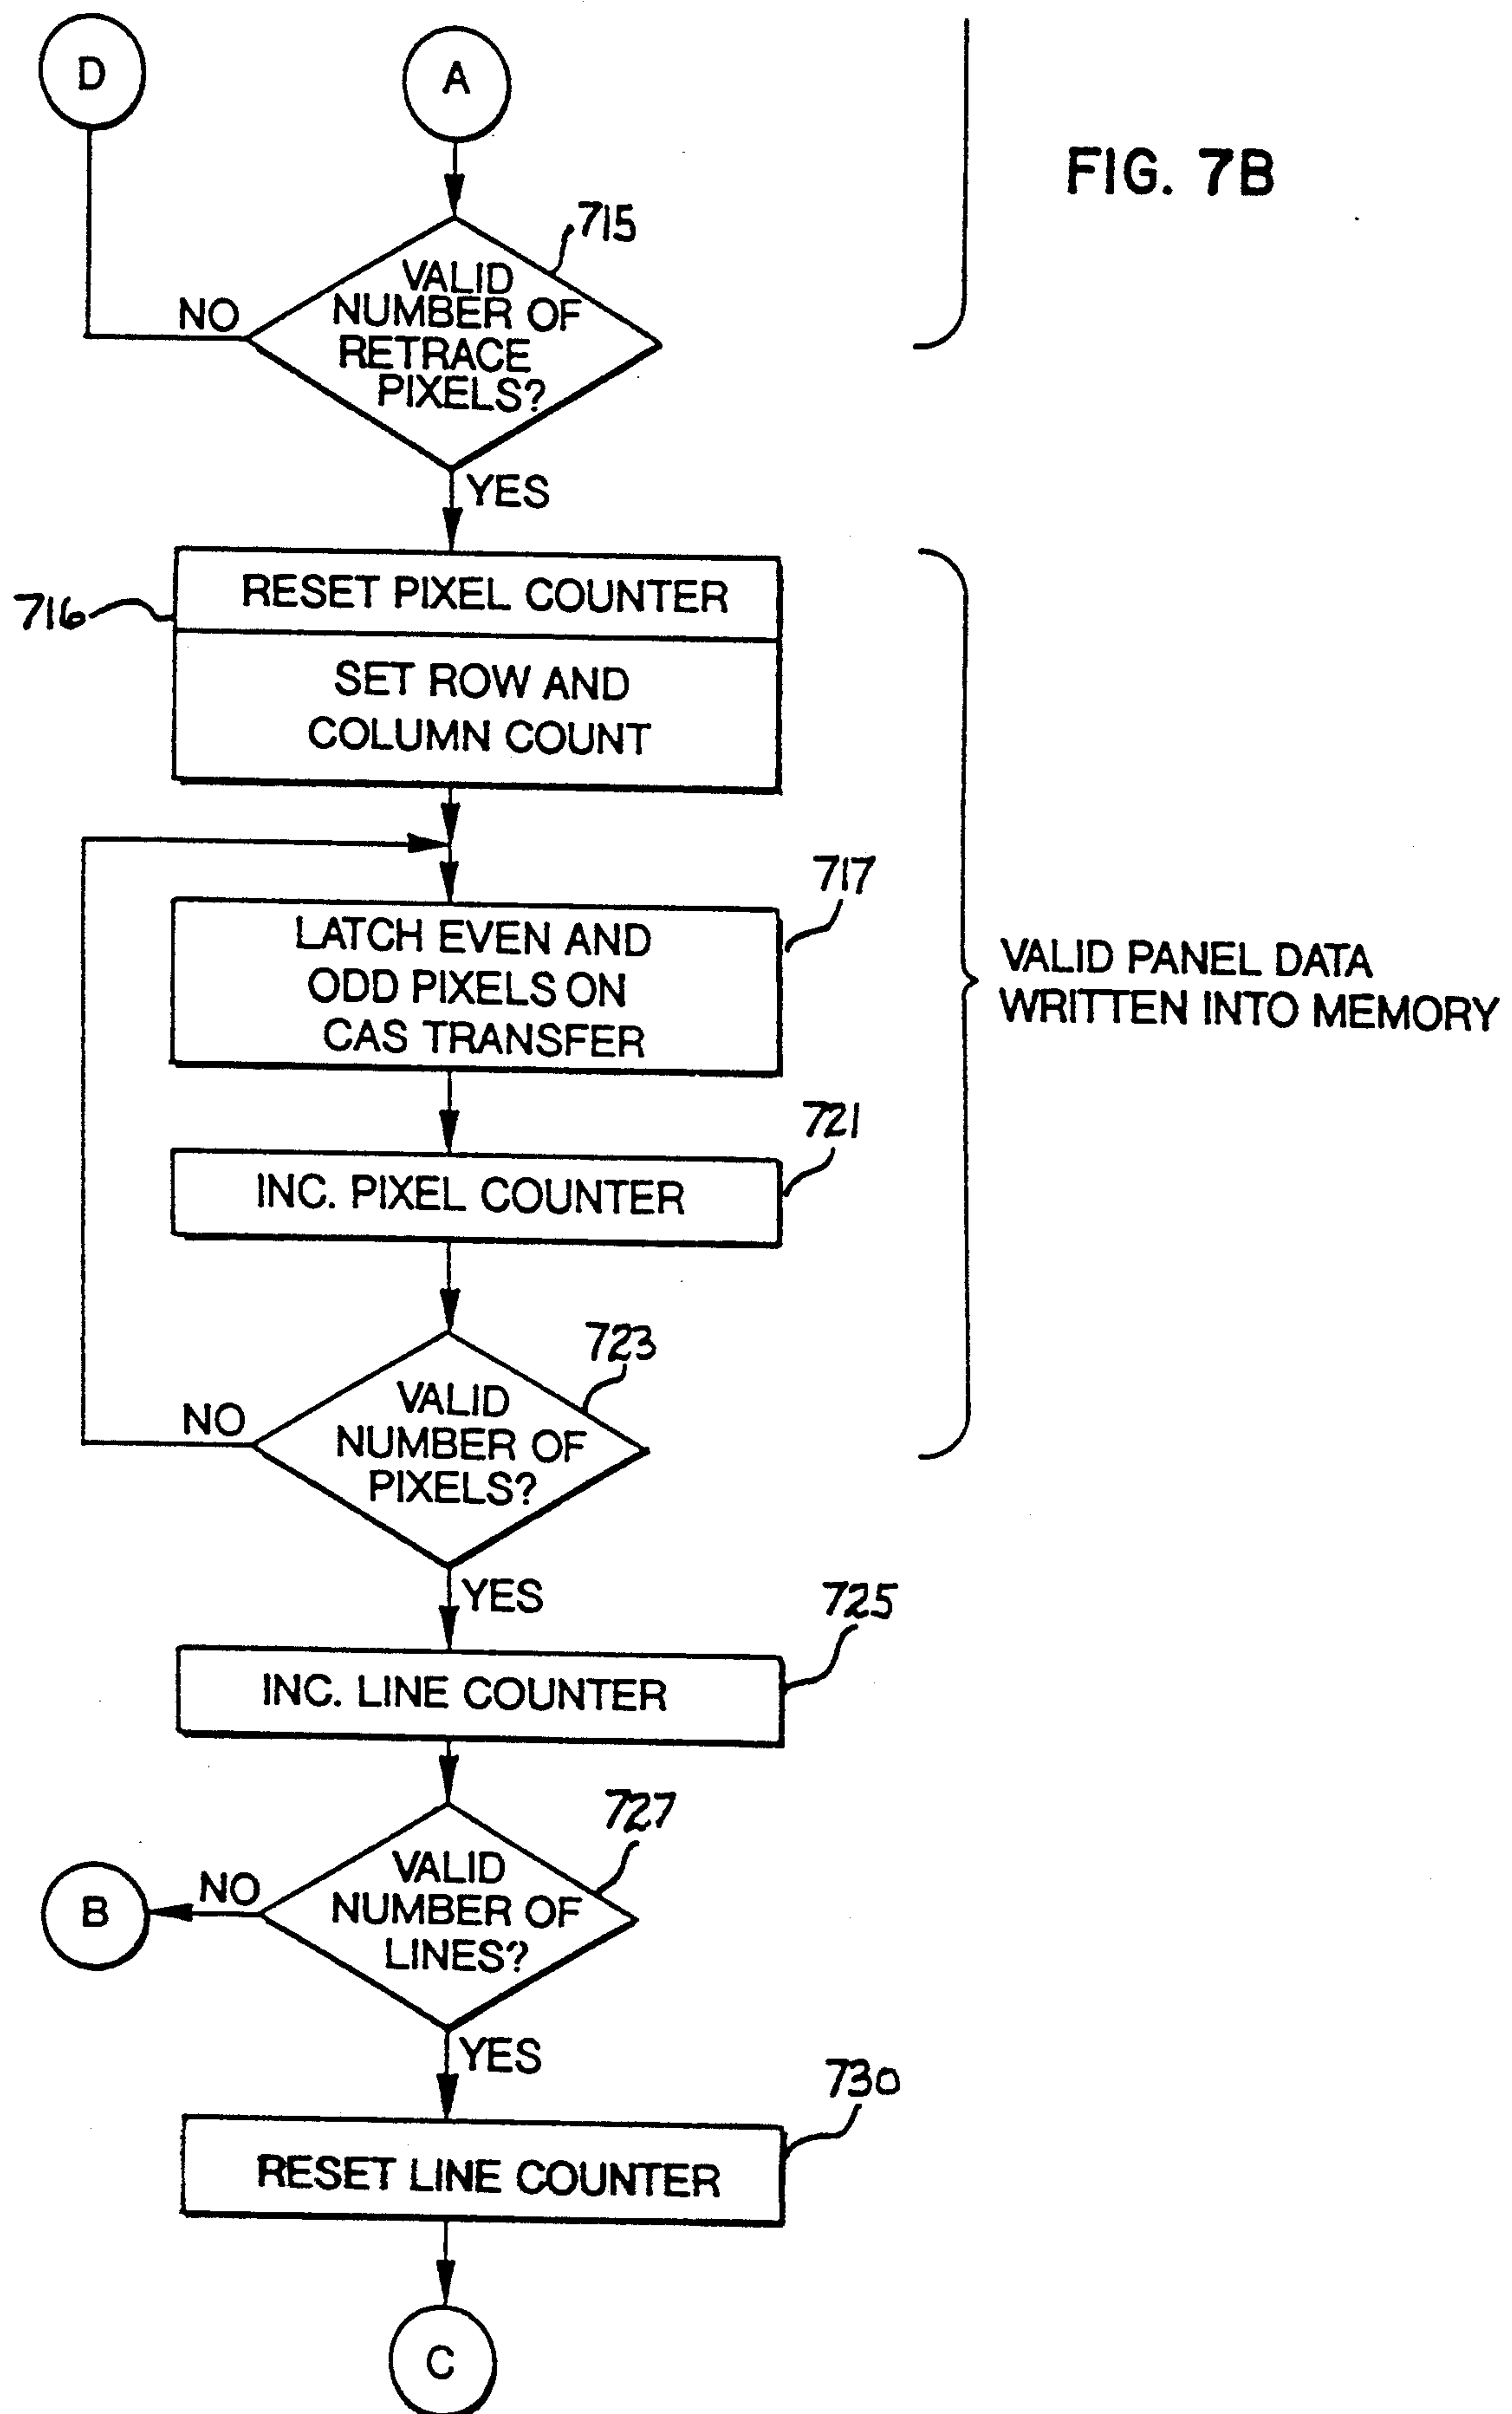 D
A
FIG. 7B
715
VALID
NUMBER OF
RETRACE
PIXELS?
NO
YES
716
RESET PIXEL COUNTER
SET ROW AND
COLUMN COUNT
717
LATCH EVEN AND
ODD PIXELS ON
CAS TRANSFER
VALID PANEL DATA
WRITTEN INTO MEMORY
721
INC. PIXEL COUNTER
723
VALID
NUMBER OF
PIXELS?
NO
YES
725
INC. LINE COUNTER
727
VALID
NUMBER OF
LINES?
NO
B
YES
730
RESET LINE COUNTER
C